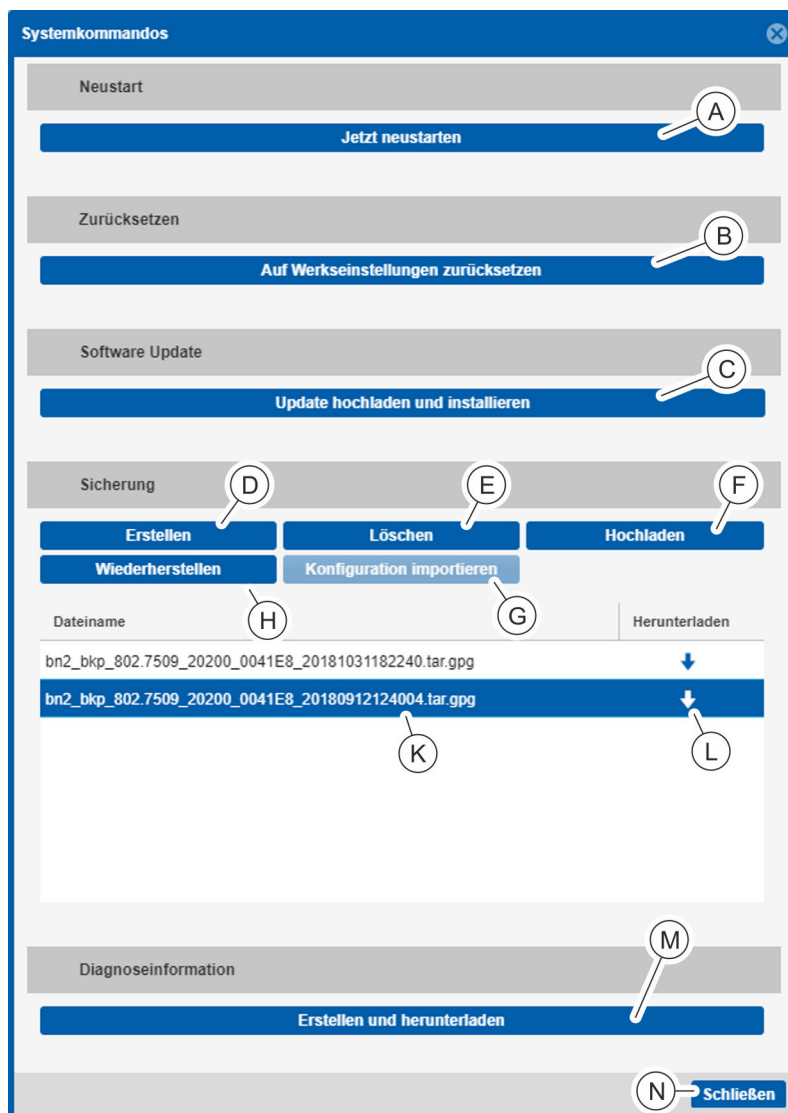 Systemkommandos
Neustart
A
Jetzt neustarten
Zurücksetzen
B
Auf Werkseinstellungen zurücksetzen
Software Update
C
Update hochladen und installieren
Sicherung
D
E
F
Erstellen
Löschen
Hochladen
Wiederherstellen
Konfiguration importieren
H
G
Dateiname
Herunterladen
bn2_bkp_802.7509_20200_0041E8_20181031182240.tar.gpg
bn2_bkp_802.7509_20200_0041E8_20180912124004.tar.gpg
K
L
M
Diagnoseinformation
Erstellen und herunterladen
N
Schließen